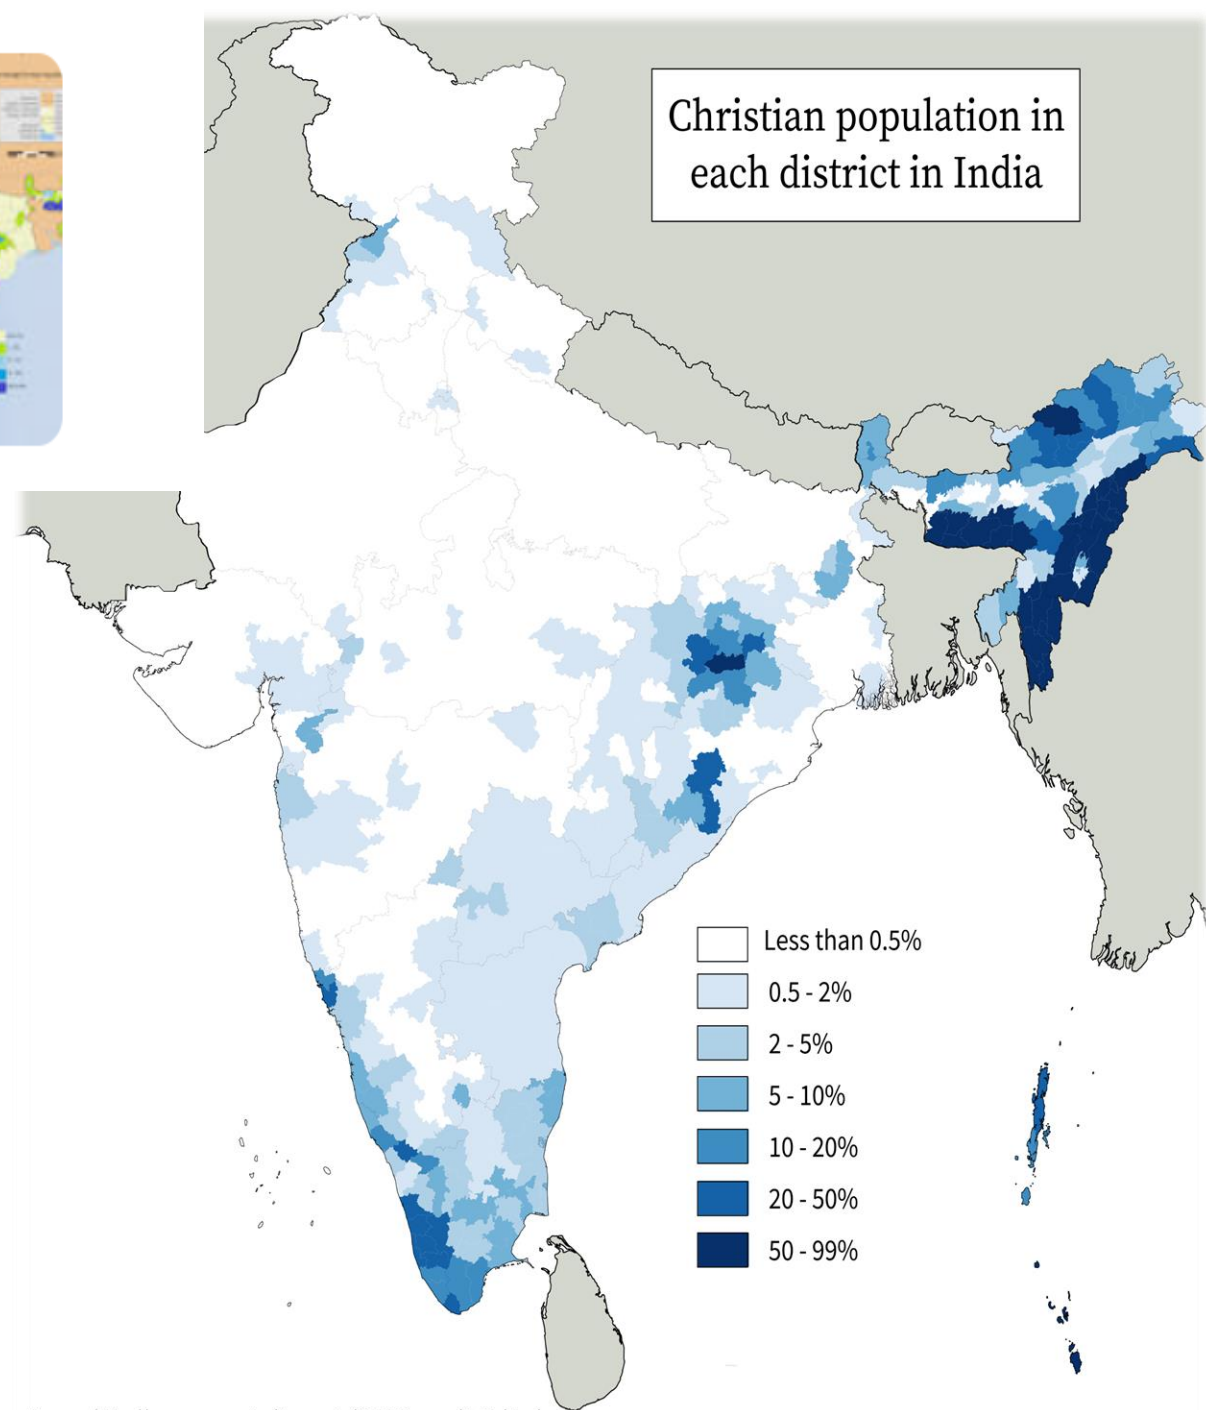 Christian population in
each district in India
Less than 0.5%
0.5 - 2%
2 - 5%
5 - 10%
10 - 20%
20 - 50%
50 - 99%